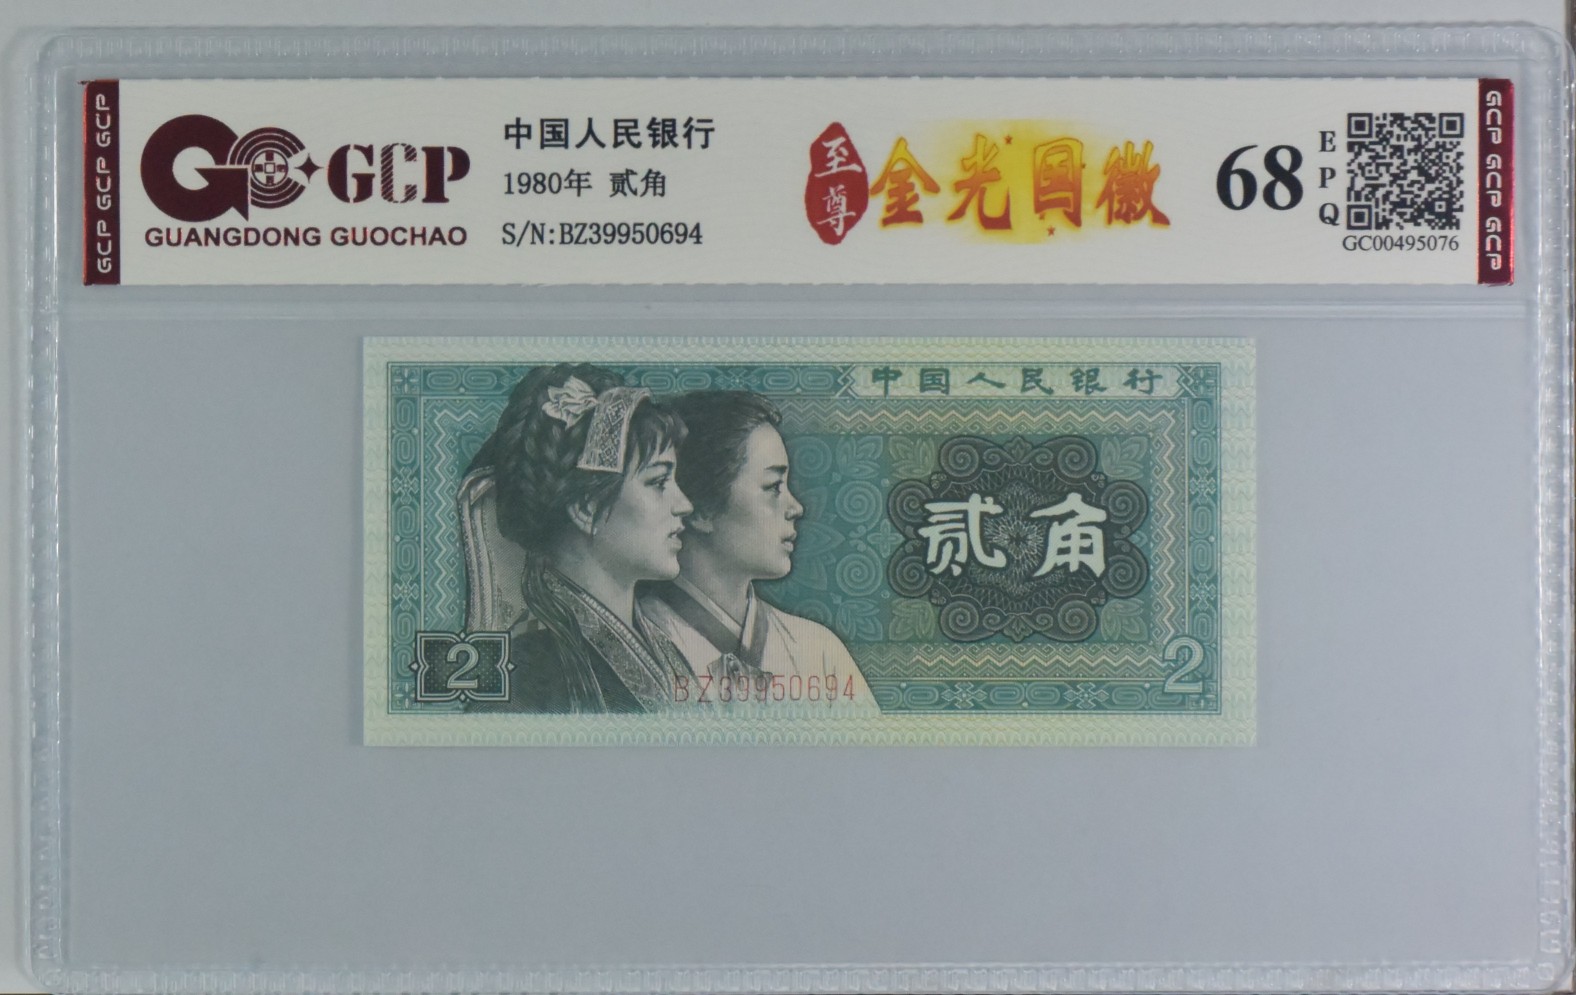 GCP GCP GCP
GCP
GUANGDONG GUOCHAO
中国人民银行
1980年 贰角
S/N:BZ39950694
至尊
金光国徽
68
EPQ
GC00495076
GCP GCP GCP
中国人民银行
贰角
2
2
BZ39950694